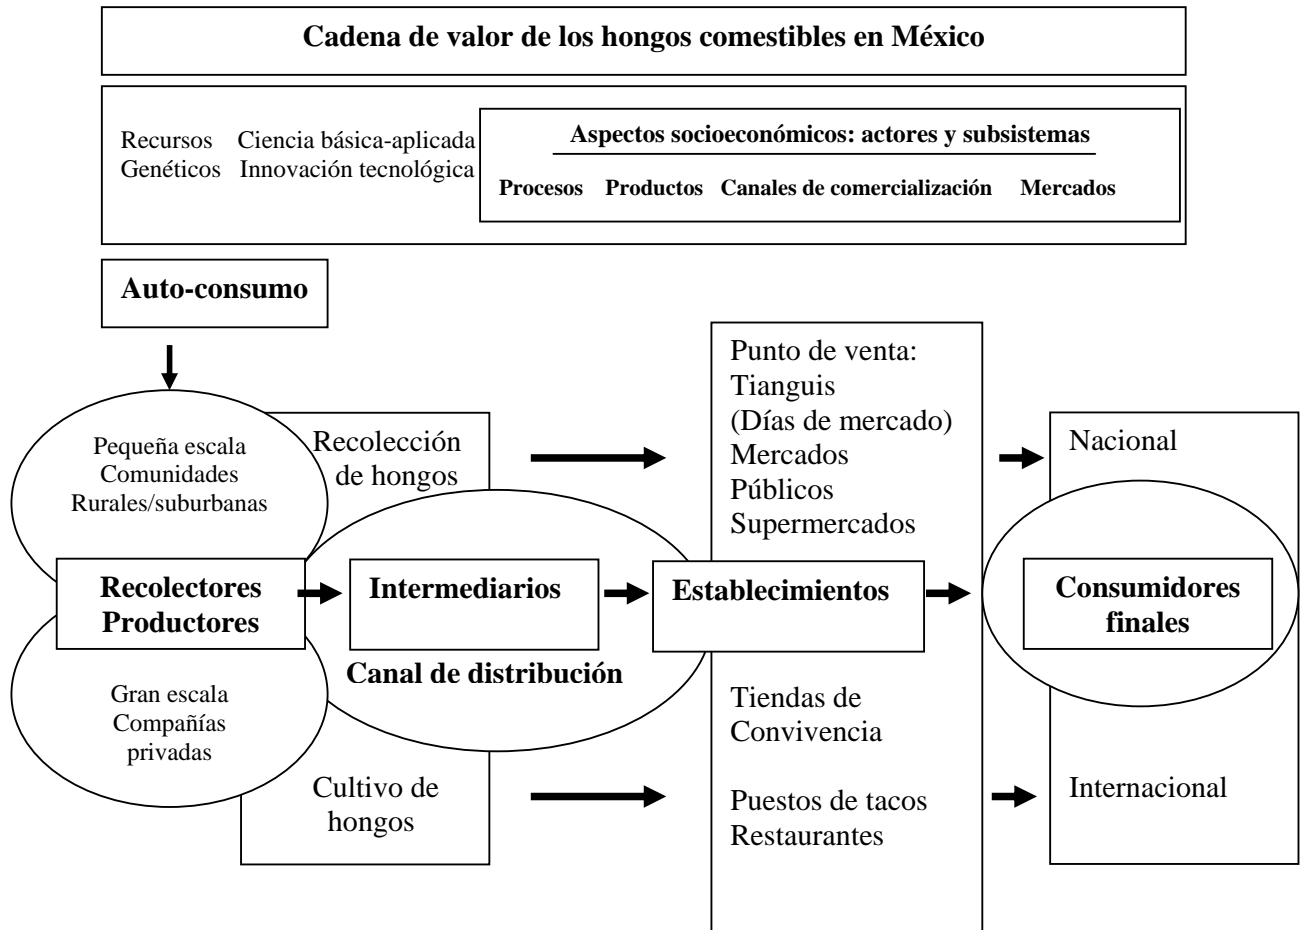 Cadena de valor de los hongos comestibles en México
Recursos Ciencia básica-aplicada
Genéticos Innovación tecnológica
Aspectos socioeconómicos: actores y subsistemas
Procesos Productos Canales de comercialización Mercados
Auto-consumo
Pequeña escala
Comunidades
Rurales/suburbanas
Recolección
de hongos
Punto de venta:
Tianguis
(Días de mercado)
Mercados
Públicos
Supermercados
Nacional
Recolectores
Productores
Intermediarios
Establecimientos
Consumidores
finales
Canal de distribución
Gran escala
Compañías
privadas
Tiendas de
Convivencia
Cultivo de
hongos
Puestos de tacos
Restaurantes
Internacional